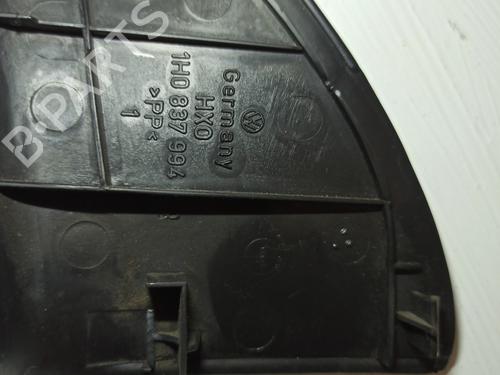 Germany
HXO
1H0 837 994
>PP<
1
B-PARTS